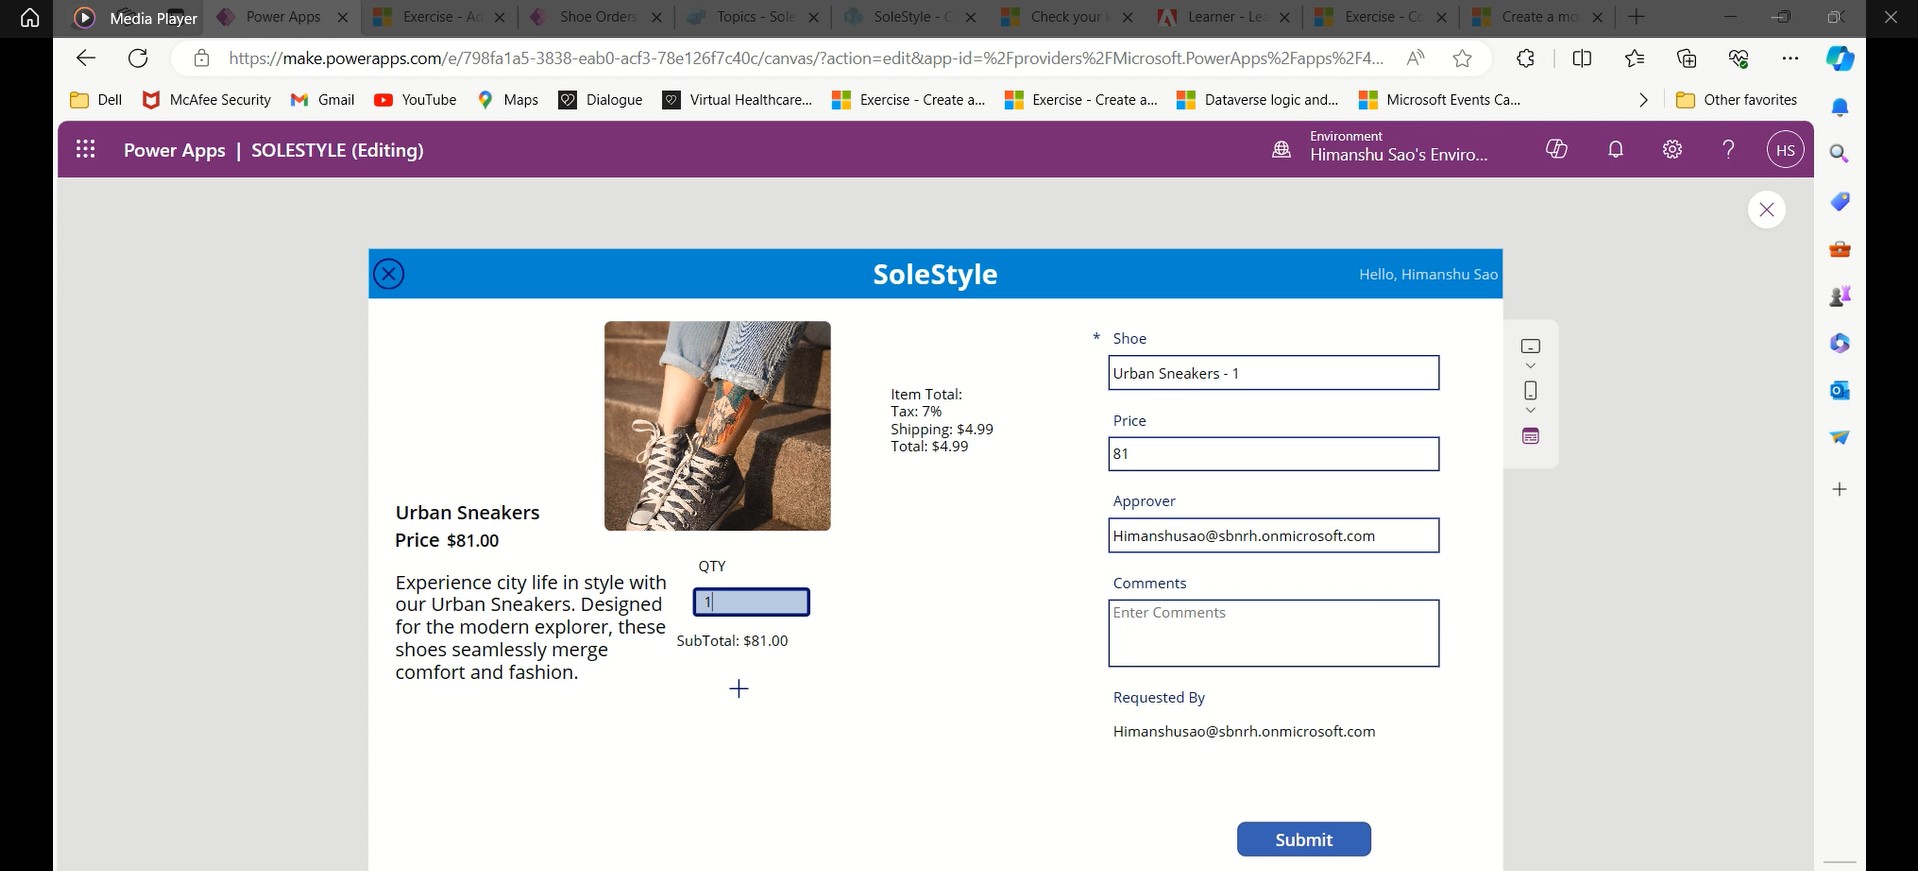 Media Player
Power Apps
Exercise - Ad
Shoe Orders
Topics - Sole
SoleStyle - C
Check your k
Learner - Lea
Exercise - Co
Create a mo
https://make.powerapps.com/e/798fa1a5-3838-eab0-acf3-78e126f7c40c/canvas/?action=edit&app-id=%2Fproviders%2FMicrosoft.PowerApps%2Fapps%2F4...
Dell
McAfee Security
Gmail
YouTube
Maps
Dialogue
Virtual Healthcare...
Exercise - Create a...
Exercise - Create a...
Dataverse logic and...
Microsoft Events Ca...
Other favorites
Power Apps | SOLESTYLE (Editing)
Environment
Himanshu Sao's Enviro...
HS
SoleStyle
Hello, Himanshu Sao
Urban Sneakers
Price $81.00
Experience city life in style with
our Urban Sneakers. Designed
for the modern explorer, these
shoes seamlessly merge
comfort and fashion.
QTY
1
SubTotal: $81.00
Item Total:
Tax: 7%
Shipping: $4.99
Total: $4.99
* Shoe
Urban Sneakers - 1
Price
81
Approver
Himanshusao@sbnrh.onmicrosoft.com
Comments
Enter Comments
Requested By
Himanshusao@sbnrh.onmicrosoft.com
Submit